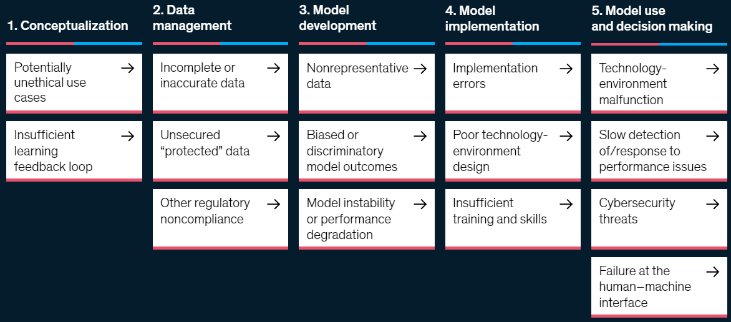 1. Conceptualization
Potentially
unethical use
cases
Insufficient
learning
feedback loop
2. Data
management
Incomplete or
inaccurate data
Unsecured
“protected” data
Other regulatory
noncompliance
3. Model
development
Nonrepresentative
data
Biased or
discriminatory
model outcomes
Model instability
or performance
degradation
4. Model
implementation
Implementation
errors
Poor technology-
environment
design
Insufficient
training and skills
5. Model use
and decision making
Technology-
environment
malfunction
Slow detection
of/response to
performance issues
Cybersecurity
threats
Failure at the
human–machine
interface